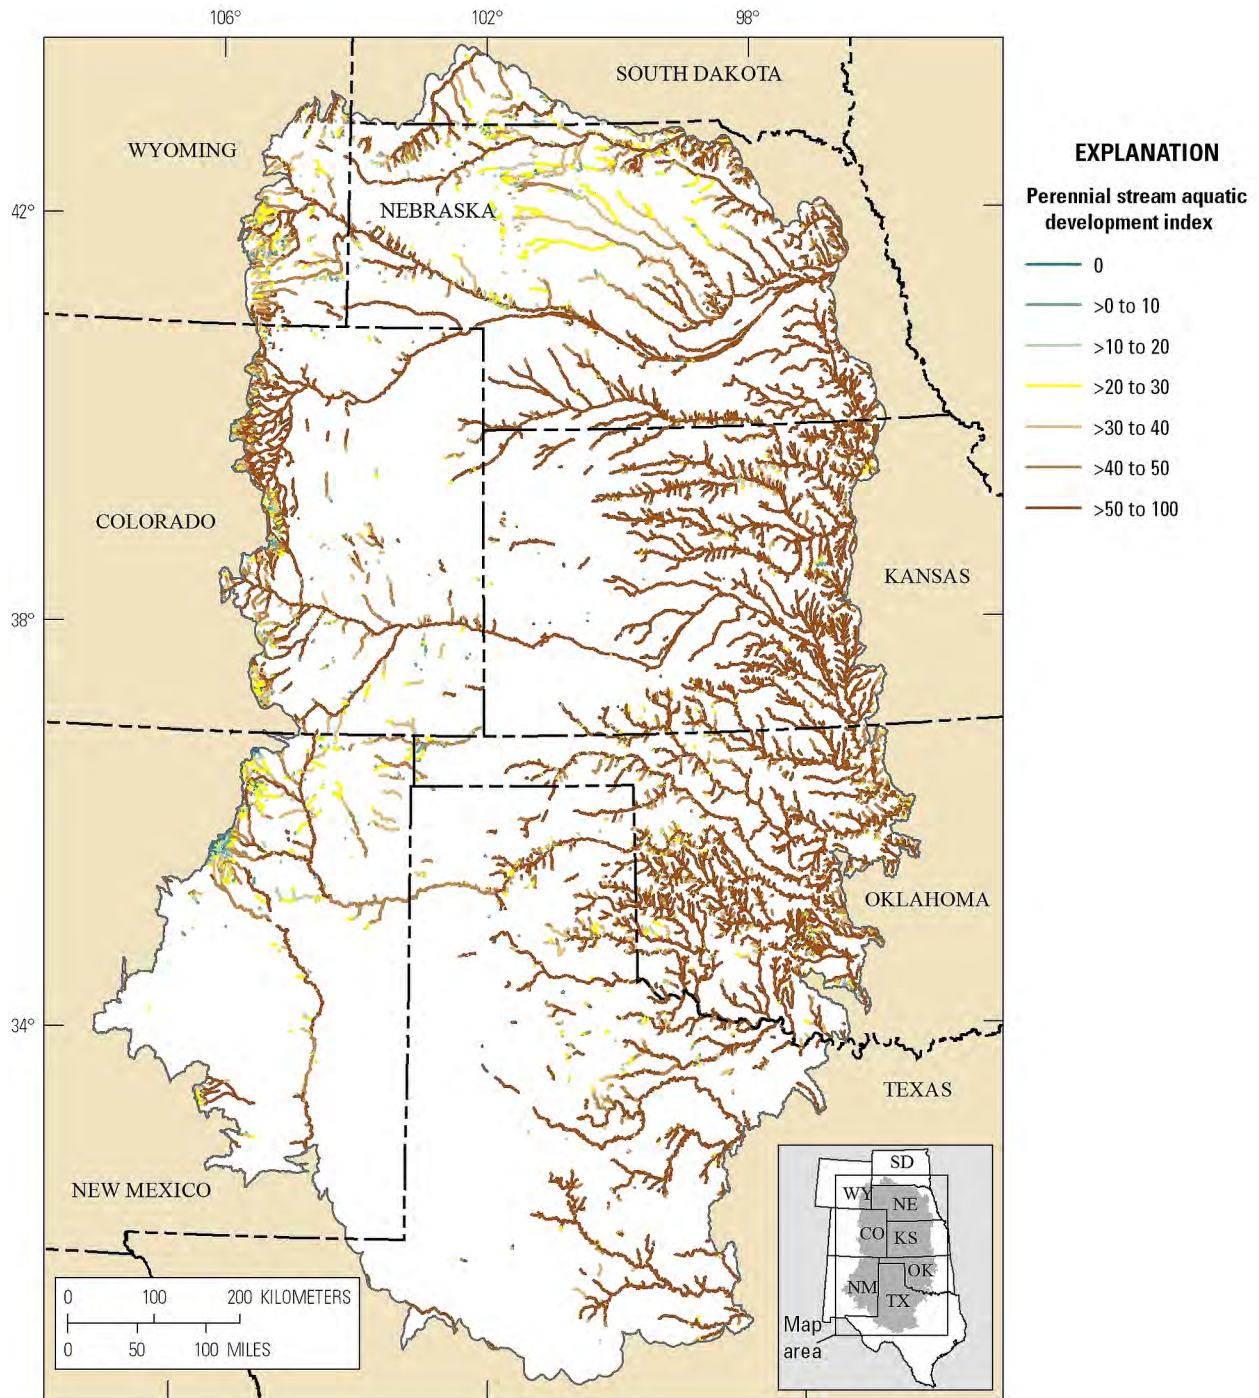 106°
102°
98°
SOUTH DAKOTA
WYOMING
EXPLANATION
Perennial stream aquatic
development index
42°
NEBRASKA
0
>0 to 10
>10 to 20
>20 to 30
>30 to 40
>40 to 50
>50 to 100
COLORADO
KANSAS
38°
OKLAHOMA
34°
TEXAS
NEW MEXICO
SD
WY
NE
CO
KS
OK
NM
TX
Map
area
0 100 200 KILOMETERS
0 50 100 MILES